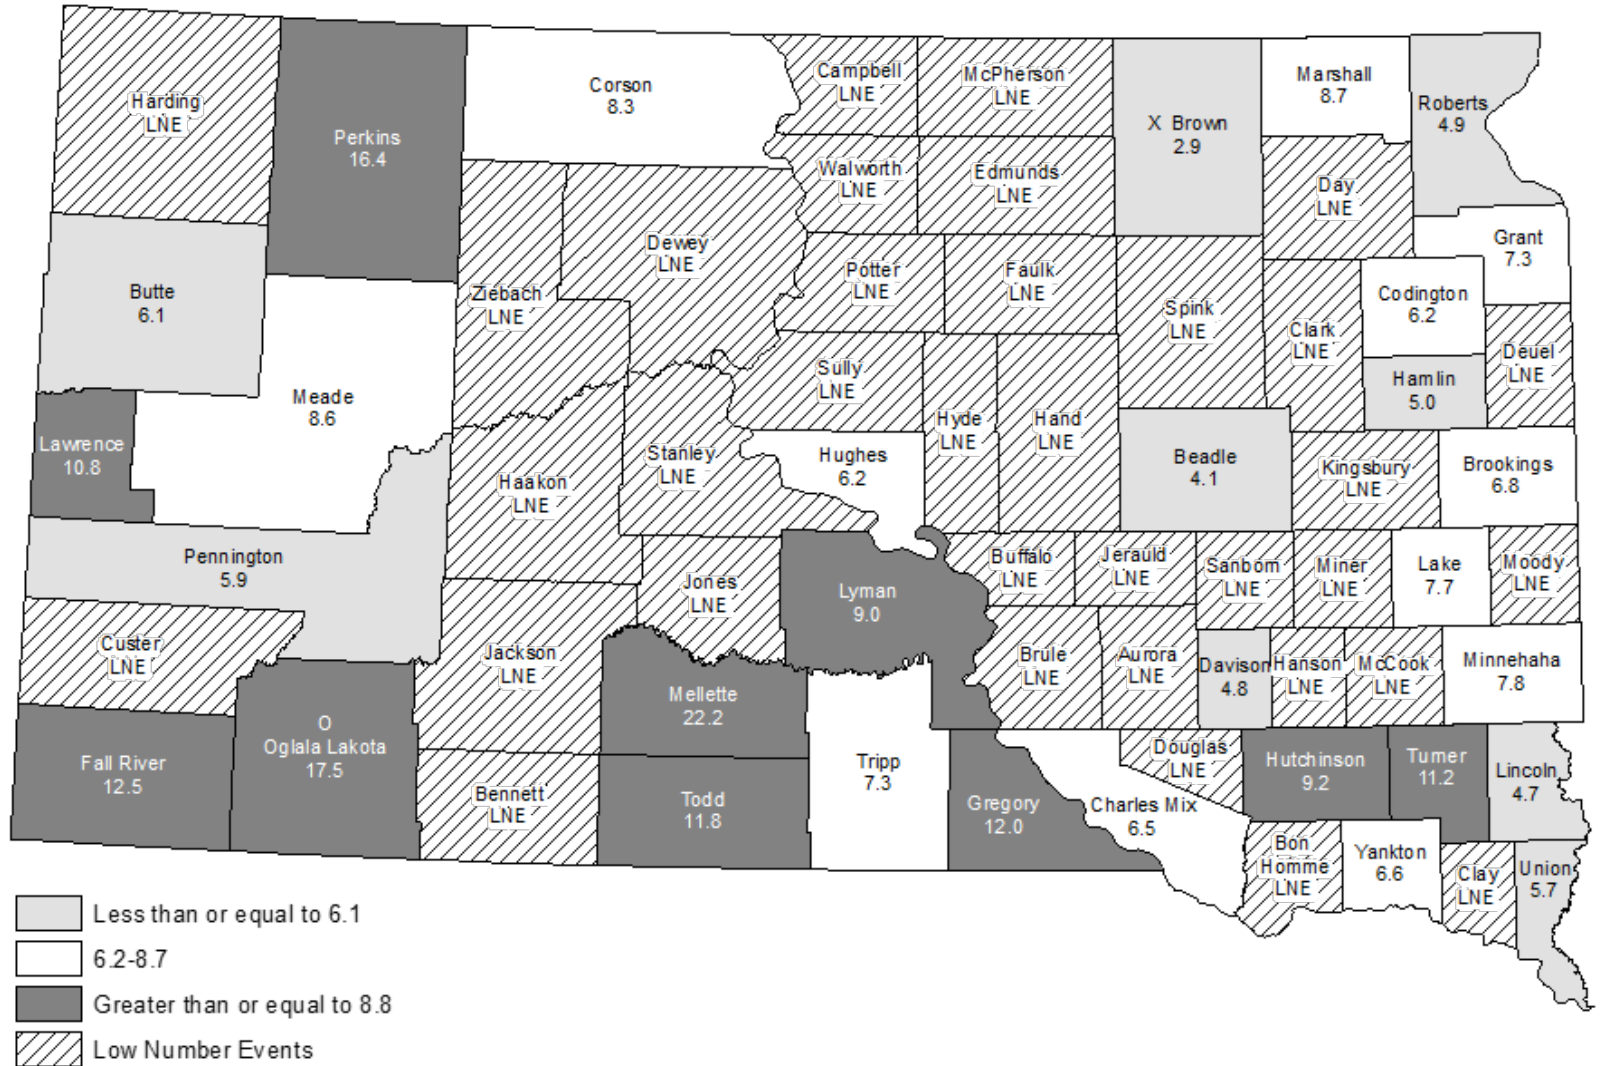 Harding
LNE
Perkins
16.4
Corson
8.3
Campbell
LNE
McPherson
LNE
X Brown
2.9
Marshall
8.7
Roberts
4.9
Walworth
LNE
Edmunds
LNE
Day
LNE
Grant
7.3
Butte
6.1
Dewey
LNE
Ziebach
LNE
Potter
LNE
Faulk
LNE
Spink
LNE
Clark
LNE
Codington
6.2
Deuel
LNE
Hamlin
5.0
Meade
8.6
Sully
LNE
Hyde
LNE
Hand
LNE
Lawrence
10.8
Haakon
LNE
Stanley
LNE
Hughes
6.2
Beadle
4.1
Kingsbury
LNE
Brookings
6.8
Pennington
5.9
Jones
LNE
Lyman
9.0
Buffalo
LNE
Jerauld
LNE
Sanborn
LNE
Miner
LNE
Lake
7.7
Moody
LNE
Custer
LNE
Jackson
LNE
Mellette
22.2
Brule
LNE
Aurora
LNE
Davison
4.8
Hanson
LNE
McCook
LNE
Minnehaha
7.8
Fall River
12.5
O
Oglala Lakota
17.5
Bennett
LNE
Todd
11.8
Tripp
7.3
Gregory
12.0
Charles Mix
6.5
Douglas
LNE
Hutchinson
9.2
Turner
11.2
Lincoln
4.7
Bon
Homme
LNE
Yankton
6.6
Clay
LNE
Union
5.7
Less than or equal to 6.1
6.2-8.7
Greater than or equal to 8.8
Low Number Events